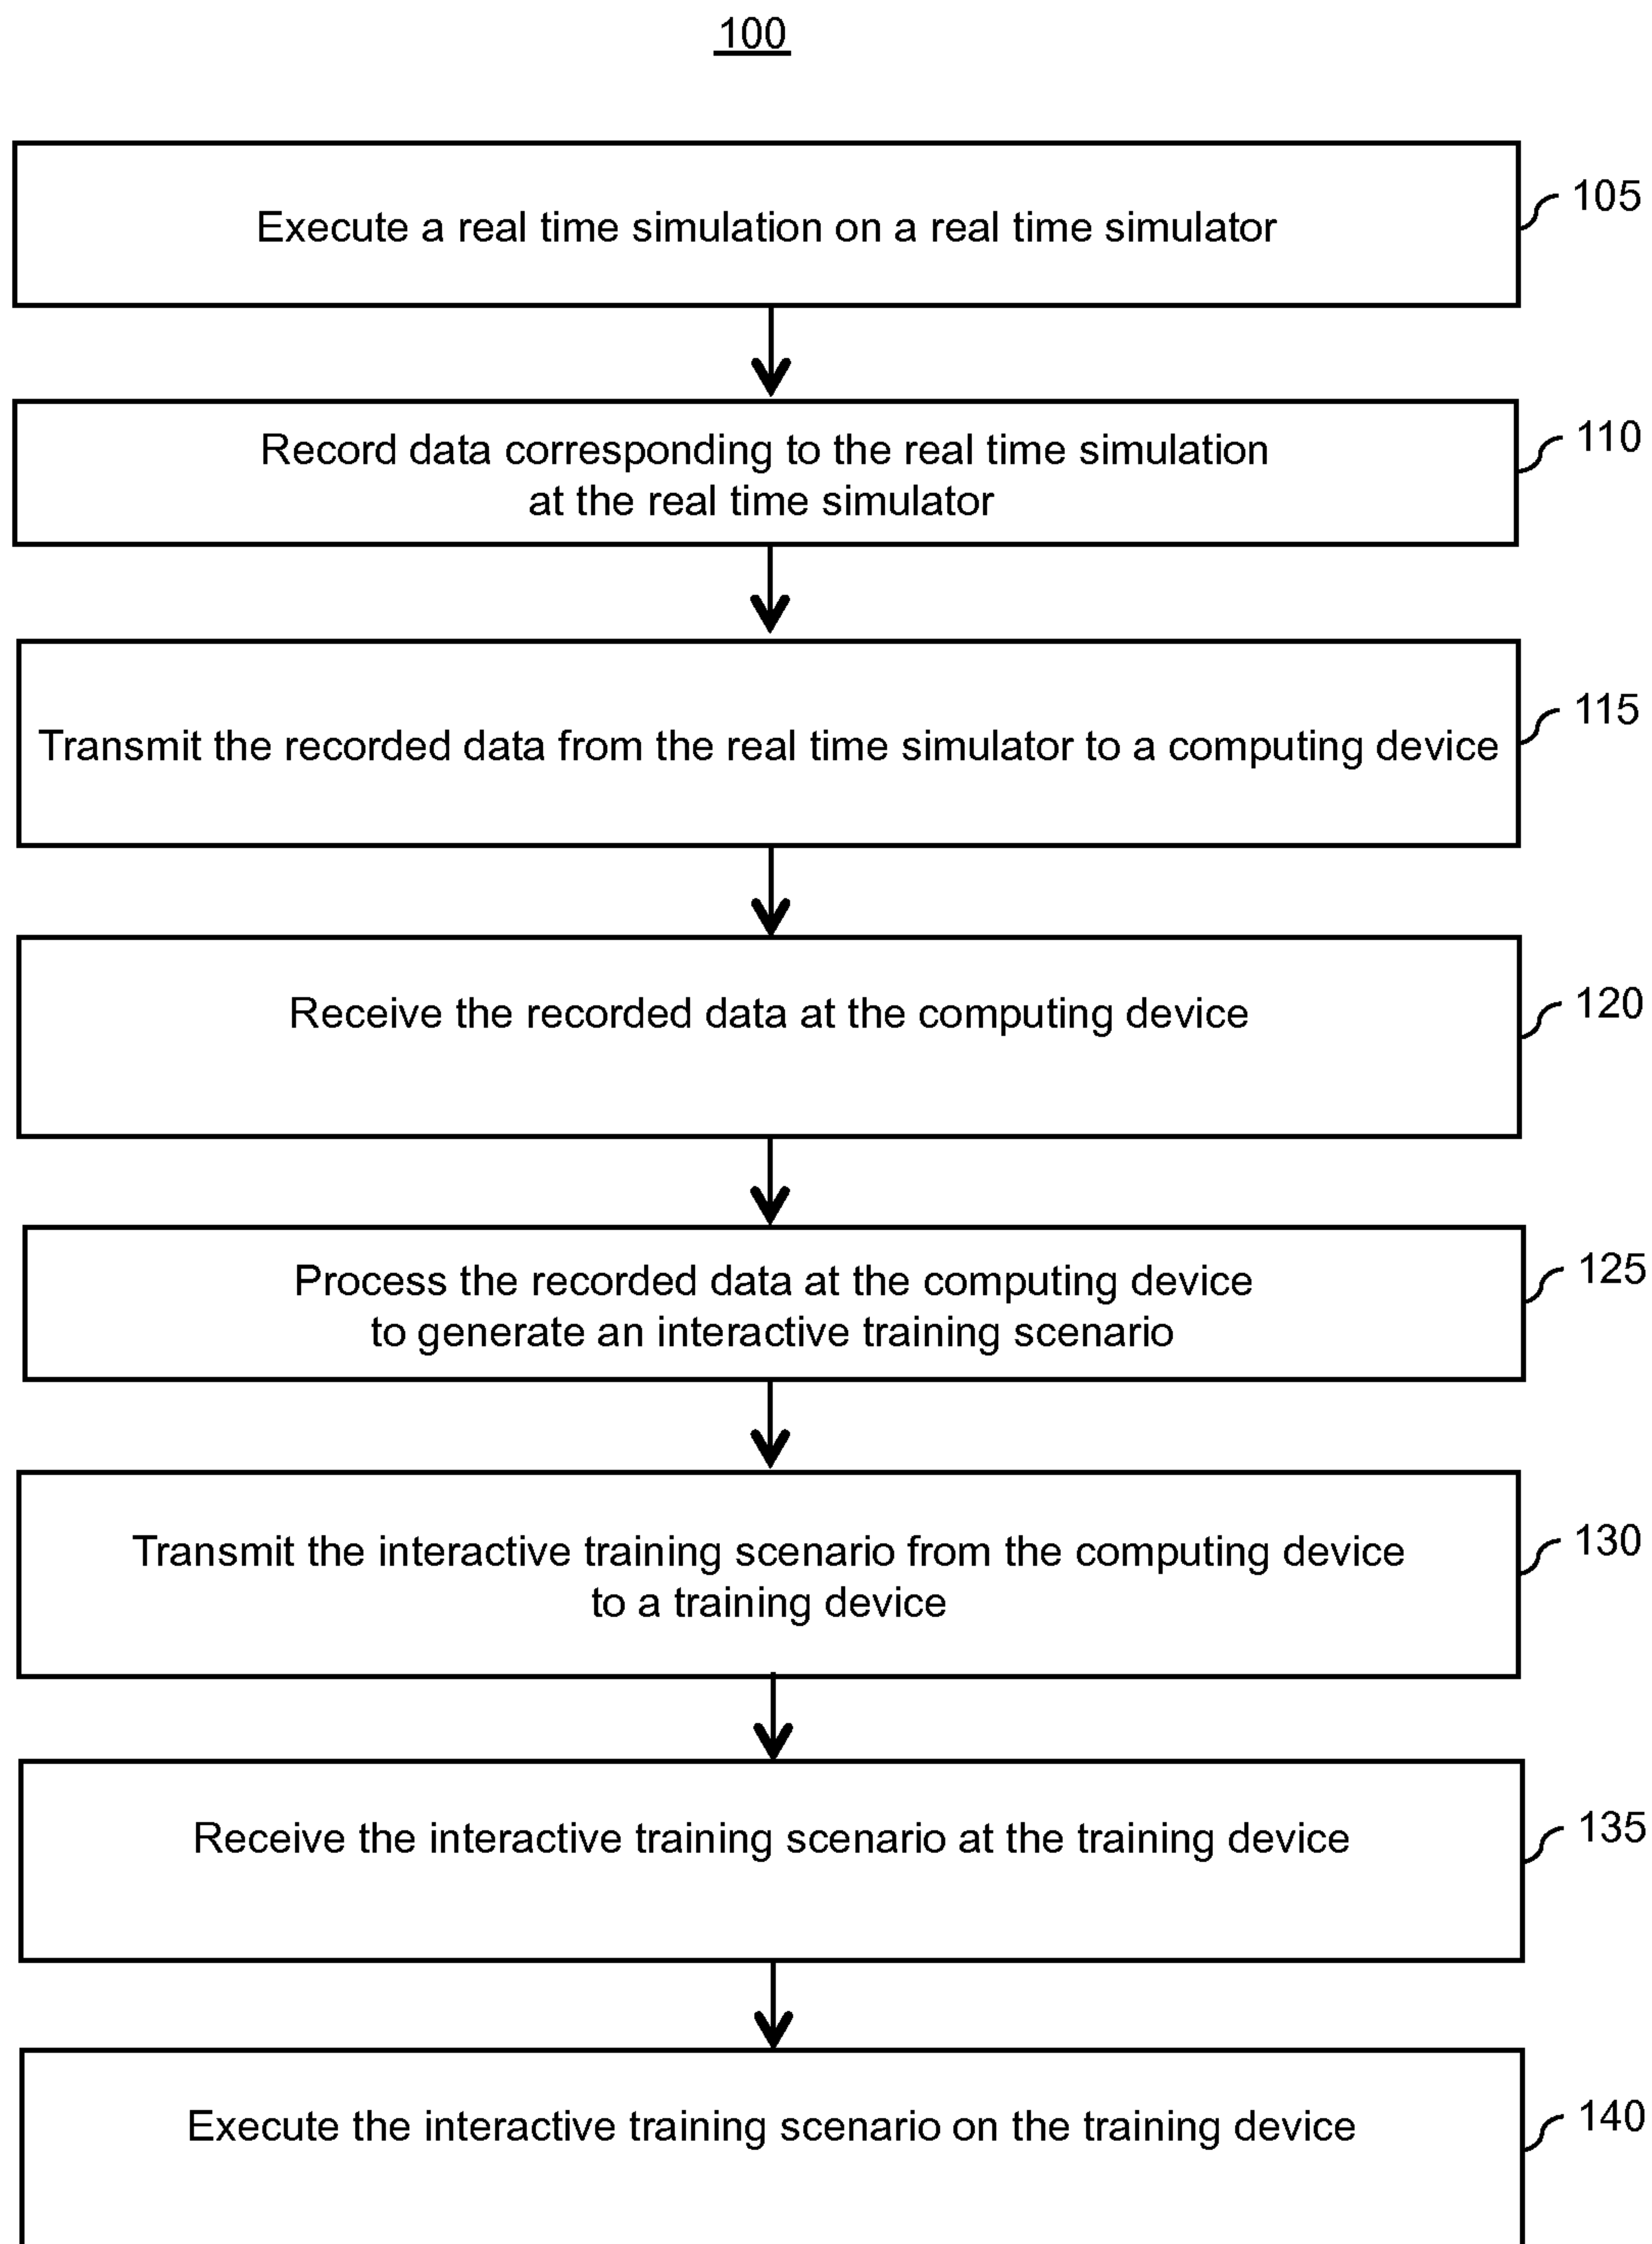 100
Execute a real time simulation on a real time simulator
105
Record data corresponding to the real time simulation
at the real time simulator
110
Transmit the recorded data from the real time simulator to a computing device
115
Receive the recorded data at the computing device
120
Process the recorded data at the computing device
to generate an interactive training scenario
125
Transmit the interactive training scenario from the computing device
to a training device
130
Receive the interactive training scenario at the training device
135
Execute the interactive training scenario on the training device
140